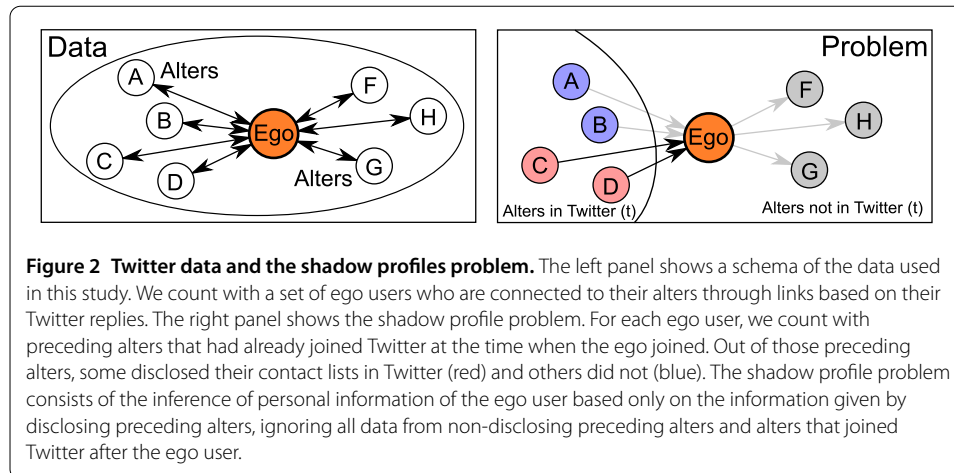 Data
Alters
A
B
C
D
Ego
F
H
G
Alters
Problem
A
B
C
D
Ego
F
H
G
Alters in Twitter (t)
Alters not in Twitter (t)
Figure 2 Twitter data and the shadow profiles problem. The left panel shows a schema of the data used
in this study. We count with a set of ego users who are connected to their alters through links based on their
Twitter replies. The right panel shows the shadow profile problem. For each ego user, we count with
preceding alters that had already joined Twitter at the time when the ego joined. Out of those preceding
alters, some disclosed their contact lists in Twitter (red) and others did not (blue). The shadow profile problem
consists of the inference of personal information of the ego user based only on the information given by
disclosing preceding alters, ignoring all data from non-disclosing preceding alters and alters that joined
Twitter after the ego user.